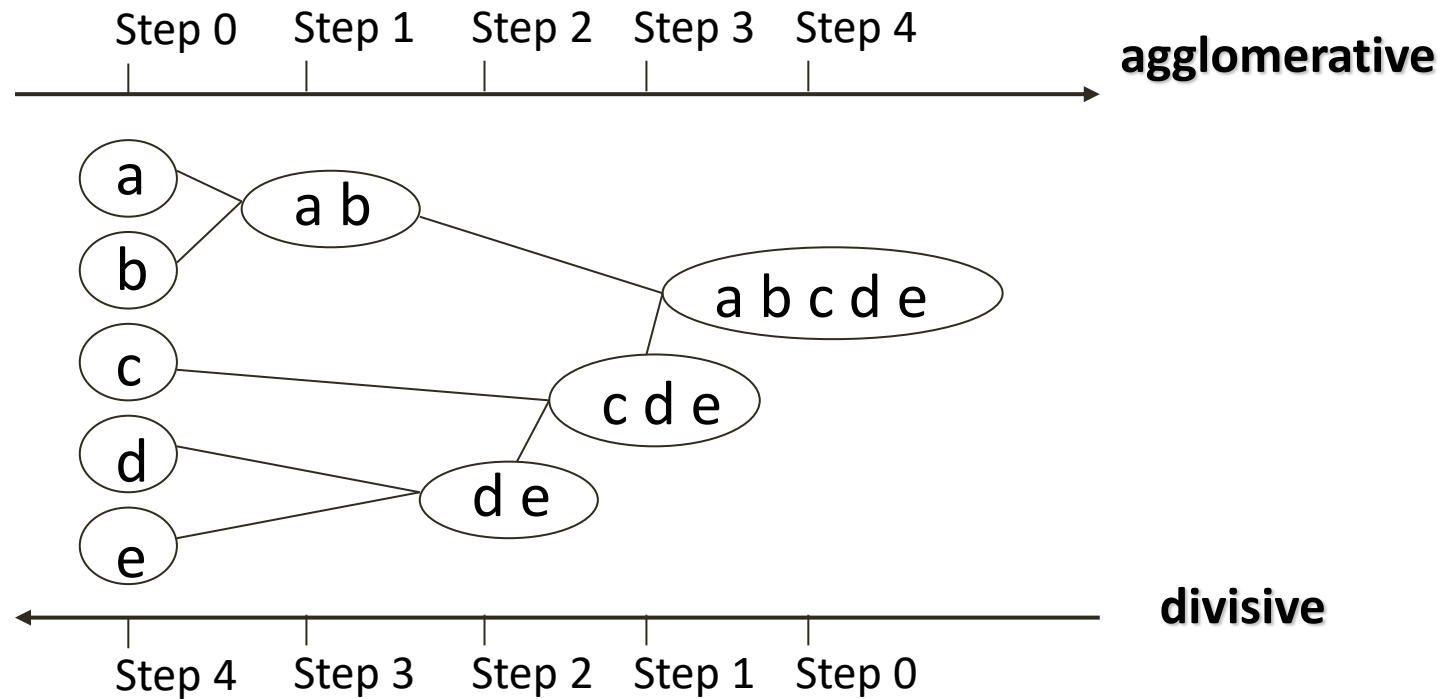 Step 0 Step 1 Step 2 Step 3 Step 4
agglomerative
a
a b
b
a b c d e
c
c d e
d
d e
e
divisive
Step 4 Step 3 Step 2 Step 1 Step 0